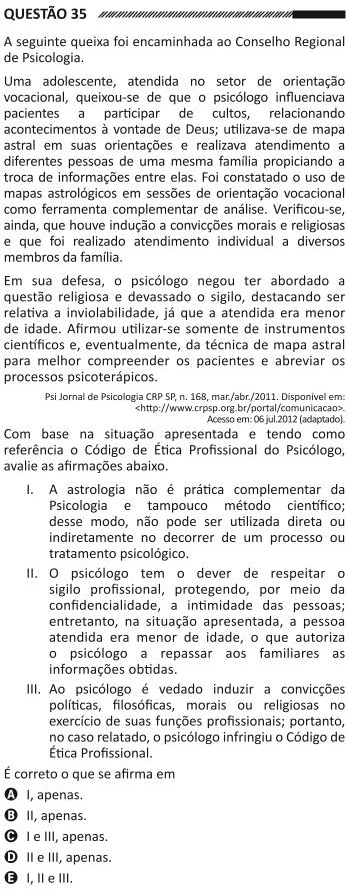 QUESTÃO 35
A seguinte queixa foi encaminhada ao Conselho Regional
de Psicologia.
Uma adolescente, atendida no setor de orientação
vocacional, queixou-se de que o psicólogo influenciava
pacientes a participar de cultos, relacionando
acontecimentos à vontade de Deus; utilizava-se de mapa
astral em suas orientações e realizava atendimento a
diferentes pessoas de uma mesma família propiciando a
troca de informações entre elas. Foi constatado o uso de
mapas astrológicos em sessões de orientação vocacional
como ferramenta complementar de análise. Verificou-se,
ainda, que houve indução a convicções morais e religiosas
e que foi realizado atendimento individual a diversos
membros da família.
Em sua defesa, o psicólogo negou ter abordado a
questão religiosa e devassado o sigilo, destacando ser
relativa a inviolabilidade, já que a atendida era menor
de idade. Afirmou utilizar-se somente de instrumentos
científicos e, eventualmente, da técnica de mapa astral
para melhor compreender os pacientes e abreviar os
processos psicoterápicos.
Psi Jornal de Psicologia CRP SP, n. 168, mar./abr./2011. Disponível em:
<http://www.crpsp.org.br/portal/comunicacao>.
Acesso em: 06 jul.2012 (adaptado).
Com base na situação apresentada e tendo como
referência o Código de Ética Profissional do Psicólogo,
avalie as afirmações abaixo.
I. A astrologia não é prática complementar da
Psicologia e tampouco método científico;
desse modo, não pode ser utilizada direta ou
indiretamente no decorrer de um processo ou
tratamento psicológico.
II. O psicólogo tem o dever de respeitar o
sigilo profissional, protegendo, por meio da
confidencialidade, a intimidade das pessoas;
entretanto, na situação apresentada, a pessoa
atendida era menor de idade, o que autoriza
o psicólogo a repassar aos familiares as
informações obtidas.
III. Ao psicólogo é vedado induzir a convicções
políticas, filosóficas, morais ou religiosas no
exercício de suas funções profissionais; portanto,
no caso relatado, o psicólogo infringiu o Código de
Ética Profissional.
É correto o que se afirma em
A I, apenas.
B II, apenas.
C I e III, apenas.
D II e III, apenas.
E I, II e III.